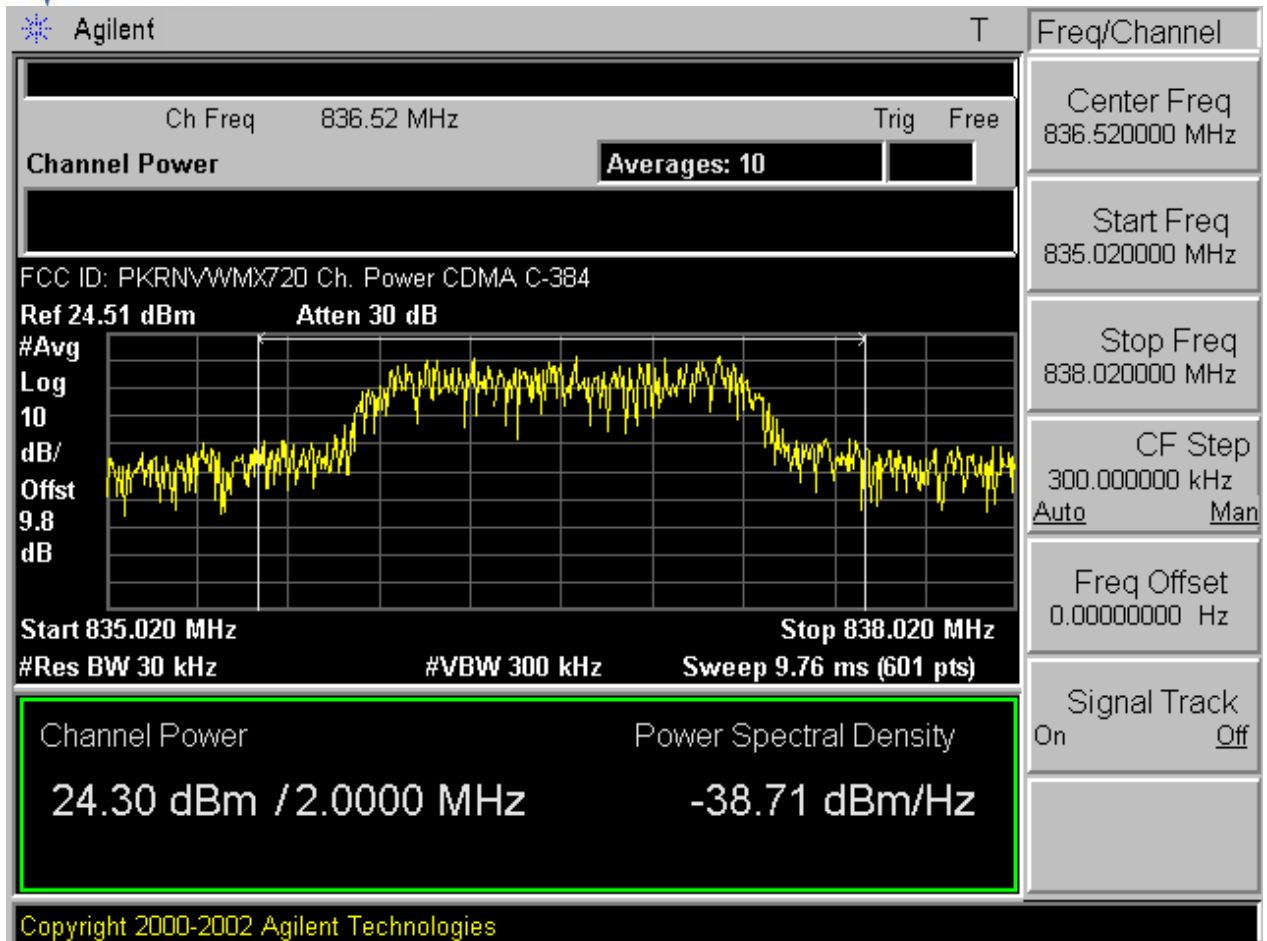 Agilent T
Freq/Channel
Ch Freq 836.52 MHz Trig Free
Channel Power Averages: 10
FCC ID: PKRNVWMX720 Ch. Power CDMA C-384
Ref 24.51 dBm Atten 30 dB
#Avg
Log
10
dB/
Offst
9.8
dB
Start 835.020 MHz Stop 838.020 MHz
#Res BW 30 kHz #VBW 300 kHz Sweep 9.76 ms (601 pts)
Channel Power Power Spectral Density
24.30 dBm / 2.0000 MHz -38.71 dBm/Hz
Center Freq
836.520000 MHz
Start Freq
835.020000 MHz
Stop Freq
838.020000 MHz
CF Step
300.000000 kHz
Auto Man
Freq Offset
0.00000000 Hz
Signal Track
On Off
Copyright 2000-2002 Agilent Technologies